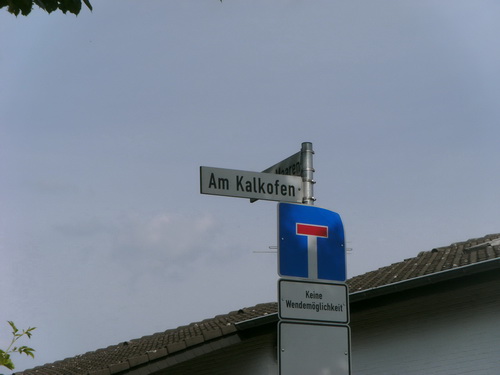 Am Kalkofen
Keine
Wendemöglichkeit